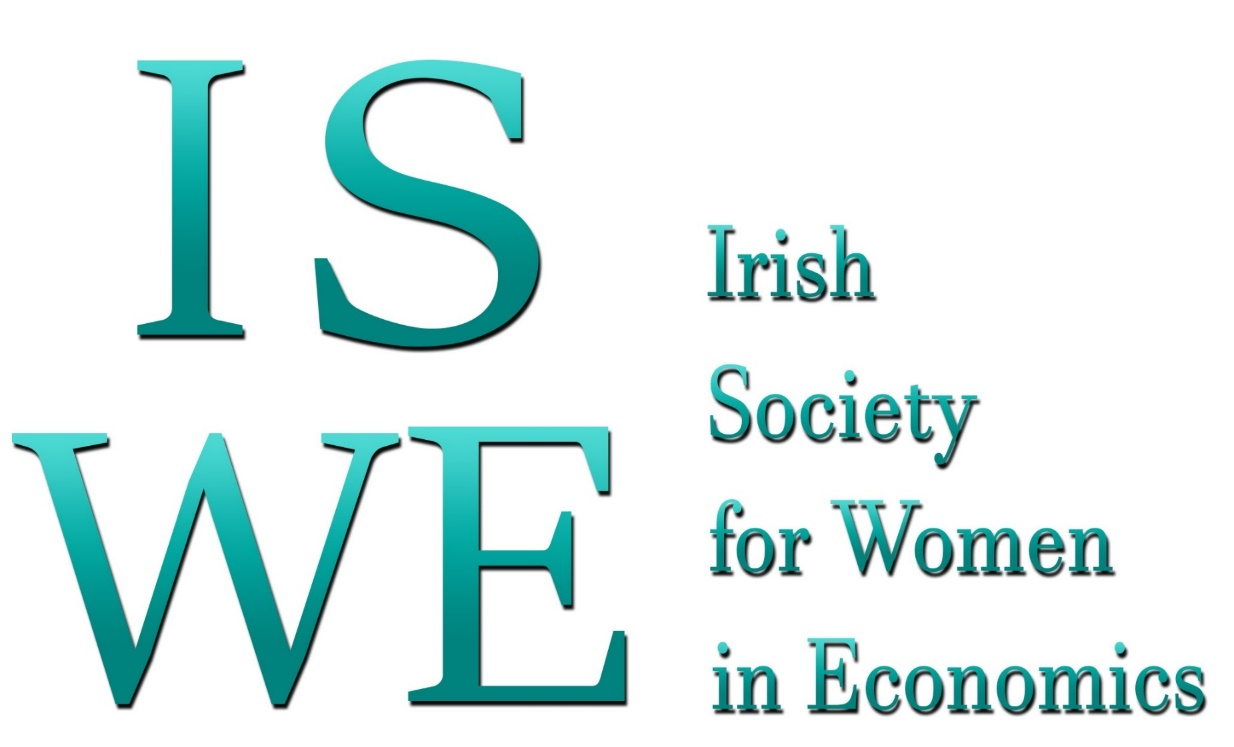 IS
WE
Irish
Society
for Women
in Economics